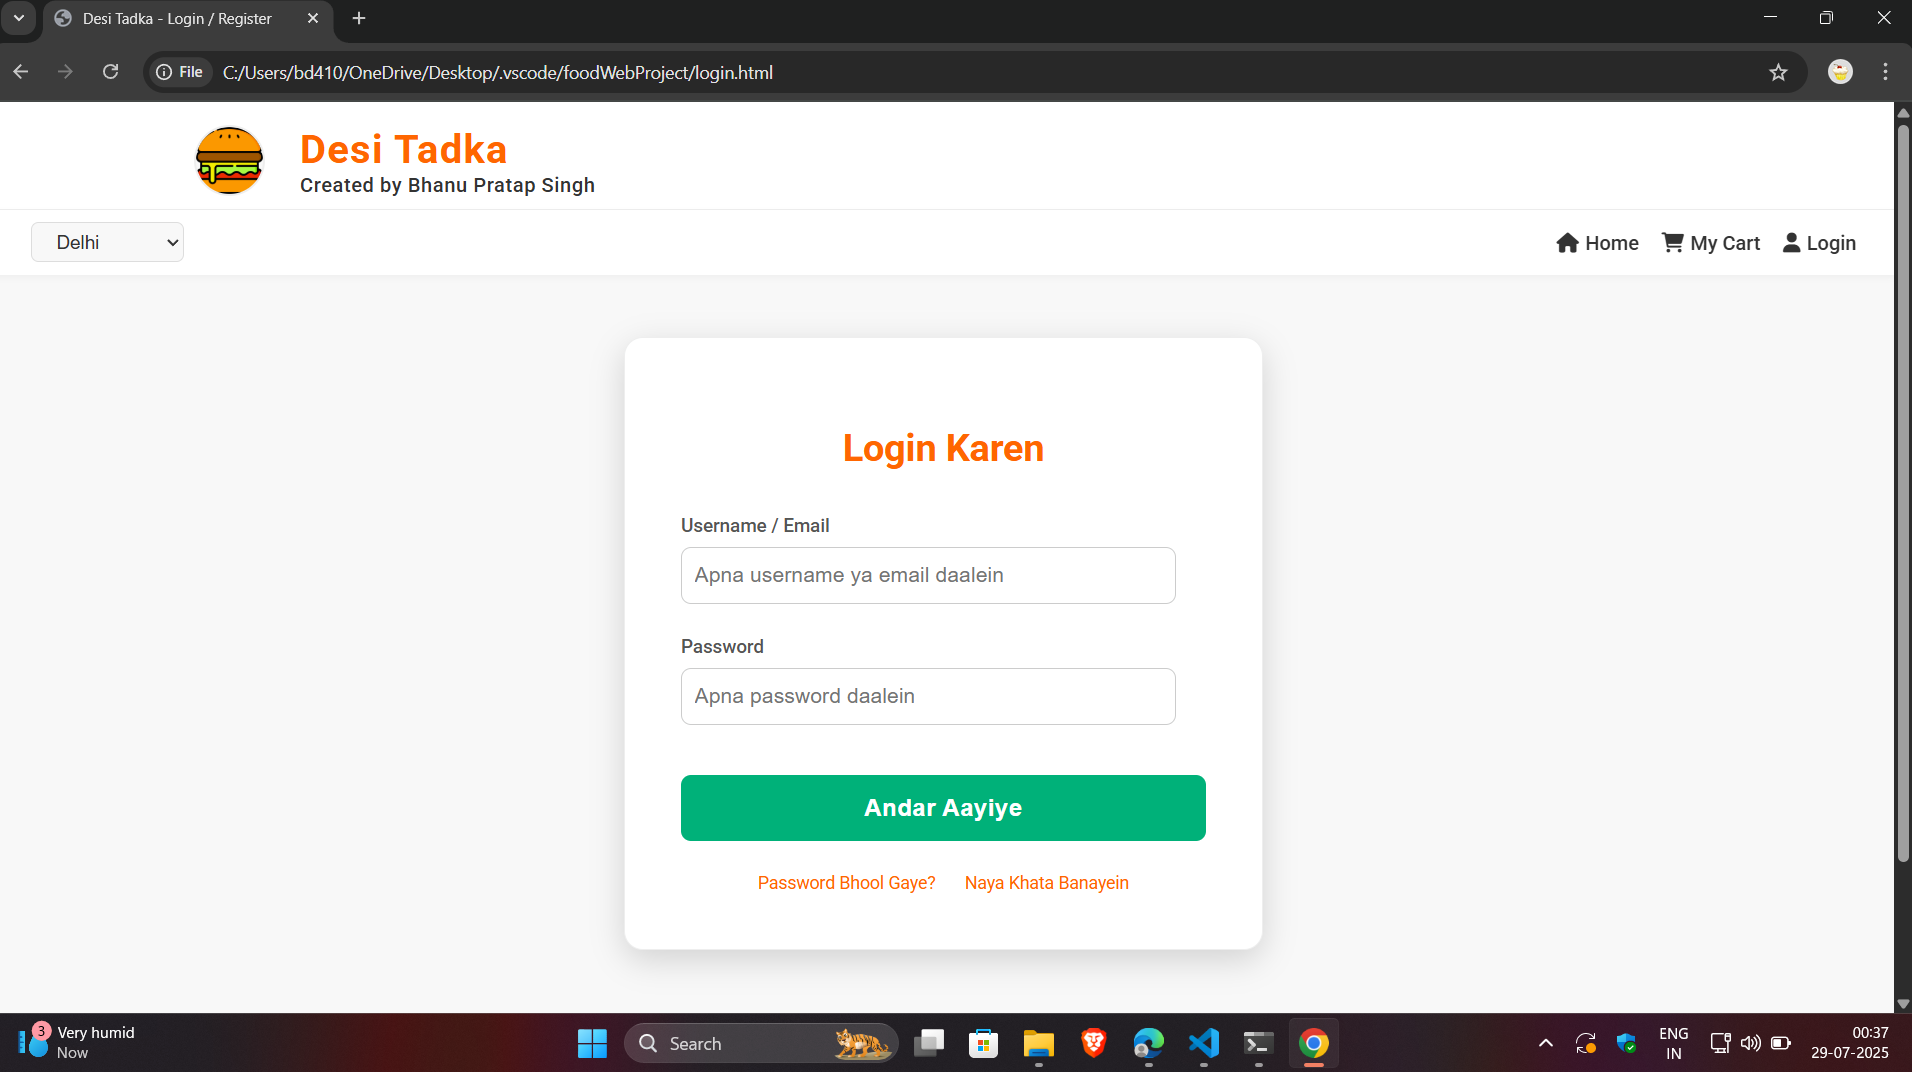 Desi Tadka - Login / Register
File
C:/Users/bd410/OneDrive/Desktop/.vscode/foodWebProject/login.html
Desi Tadka
Created by Bhanu Pratap Singh
Delhi
Home
My Cart
Login
Login Karen
Username / Email
Apna username ya email daalein
Password
Apna password daalein
Andar Aayiye
Password Bhool Gaye?
Naya Khata Banayein
3
Very humid
Now
Search
ENG
IN
00:37
29-07-2025